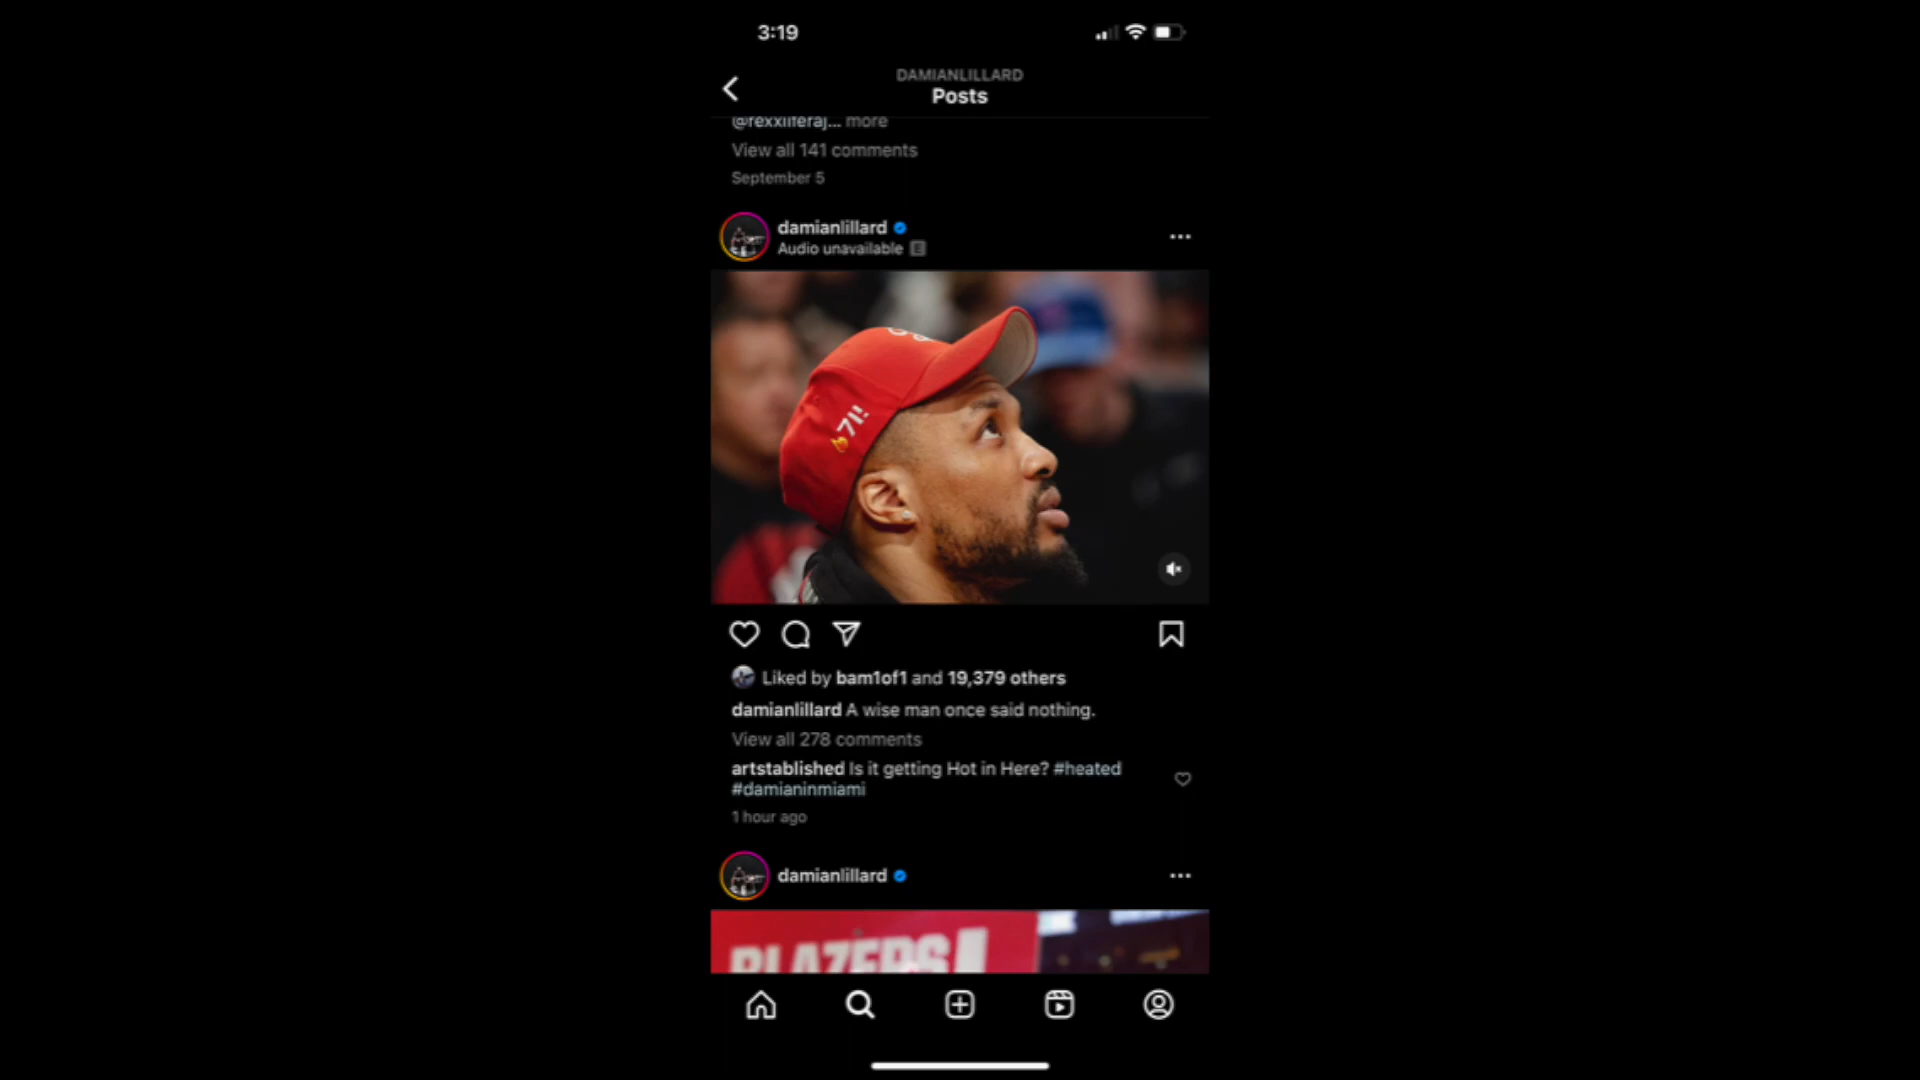 3:19
DAMIANLILLARD
Posts
@rexxliferaj... more
View all 141 comments
September 5
damianlillard
Audio unavailable E
71!
Liked by bam1of1 and 19,379 others
damianlillard A wise man once said nothing.
View all 278 comments
artstablished Is it getting Hot in Here? #heated
#damianinmiami
1 hour ago
damianlillard
BLAZERS!